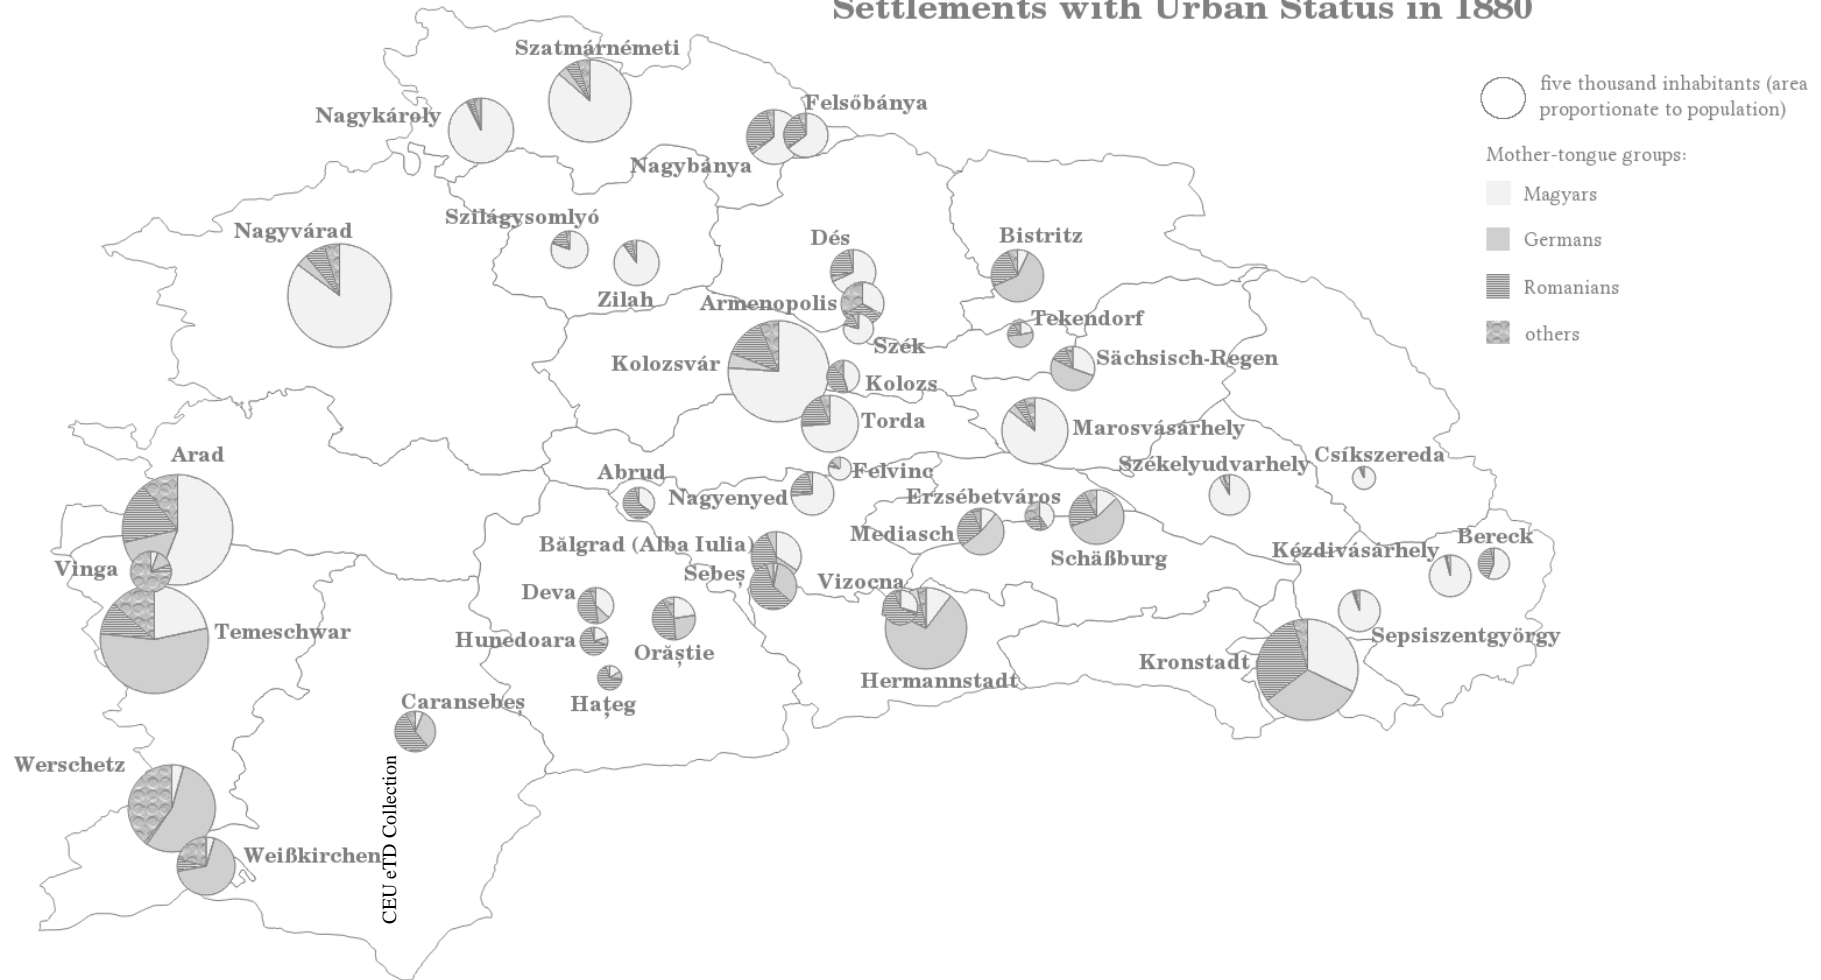 Settlements with Urban Status in 1880
five thousand inhabitants (area
proportionate to population)
Mother-tongue groups:
Magyars
Germans
Romanians
others
Szatmárnémeti
Nagykároly
Felsőbánya
Nagybánya
Szilágysomlyó
Nagyvárad
Dés
Bistritz
Zilah
Armenopolis
Tekendorf
Szék
Kolozsvár
Sächsisch-Regen
Kolozs
Torda
Marosvásárhely
Arad
Csíkszereda
Székelyudvarhely
Abrud
Felvinc
Nagyenyed
Erzsébetváros
Mediasch
Bereck
Bălgrad (Alba Iulia)
Kézdivásárhely
Schäßburg
Vinga
Sebeș
Vizocna
Deva
Temeschwar
Hunedoara
Sepsiszentgyörgy
Orăștie
Kronstadt
Hermannstadt
Caransebeș
Hațeg
Werschetz
Weißkirchen
CEU eTD Collection